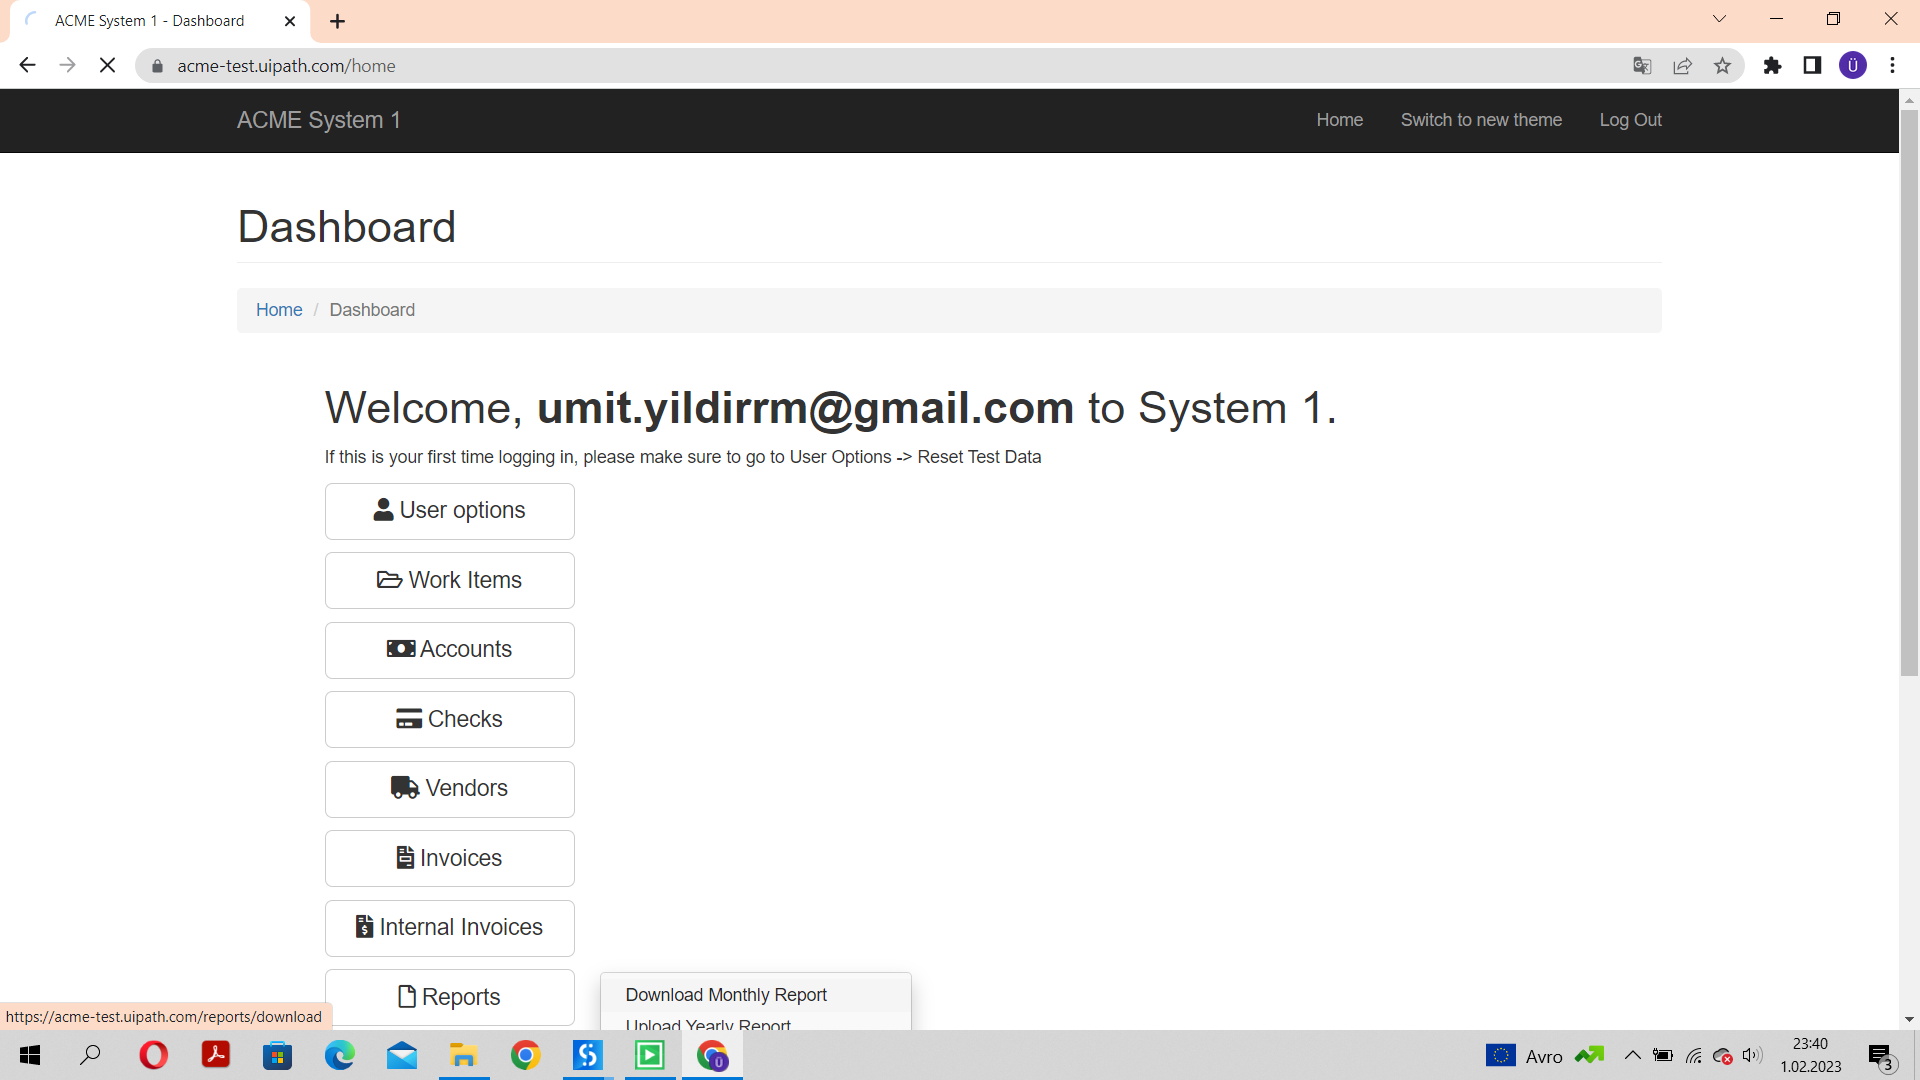 ACME System 1 - Dashboard
acme-test.uipath.com/home
Ü
ACME System 1
Home
Switch to new theme
Log Out
Dashboard
Home / Dashboard
Welcome, umit.yildirrm@gmail.com to System 1.
If this is your first time logging in, please make sure to go to User Options -> Reset Test Data
User options
Work Items
Accounts
Checks
Vendors
Invoices
Internal Invoices
Reports
Download Monthly Report
Upload Yearly Report
https://acme-test.uipath.com/reports/download
Avro
23:40
1.02.2023
3